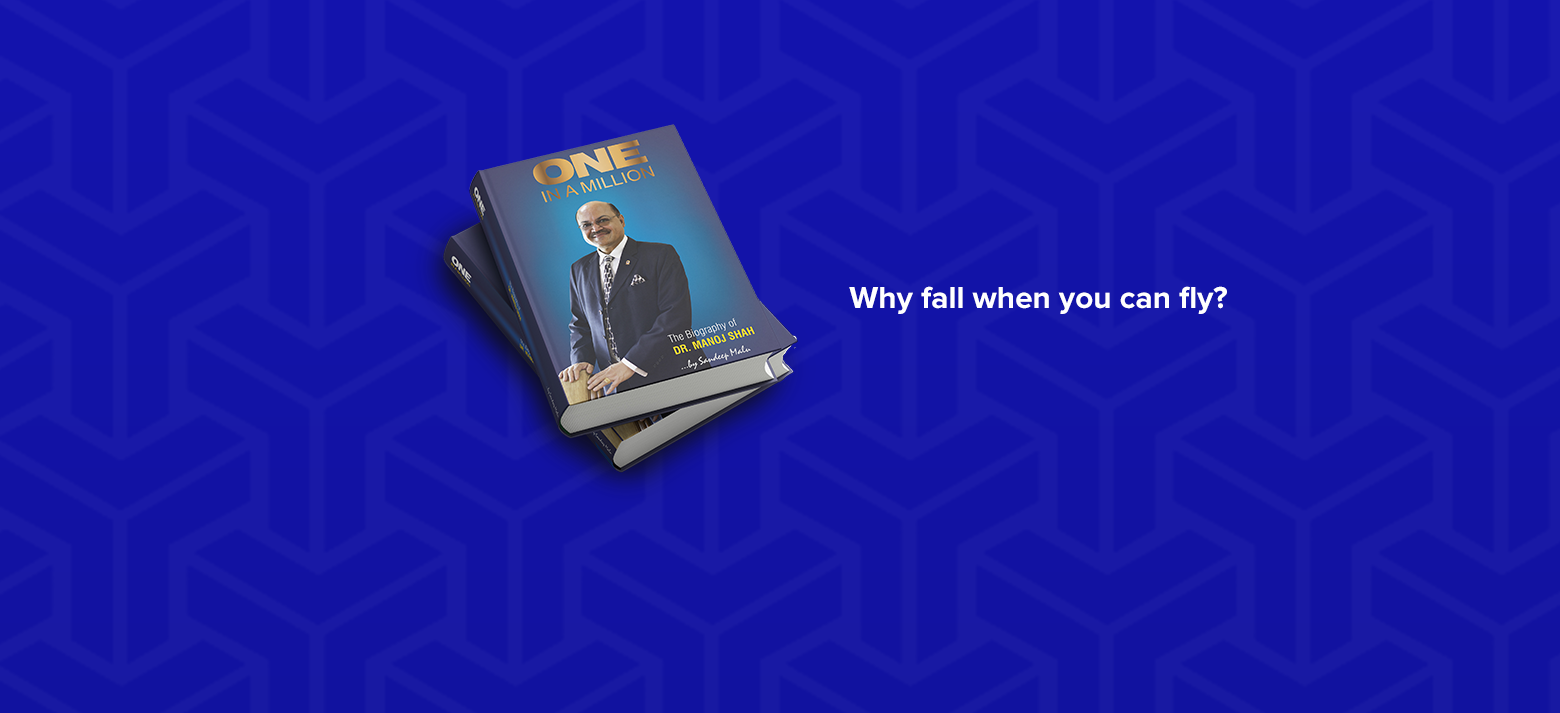 ONE
IN A MILLION
The Biography of
DR. MANOJ SHAH
...by Sandeep Malu
ONE
ONE
Why fall when you can fly?